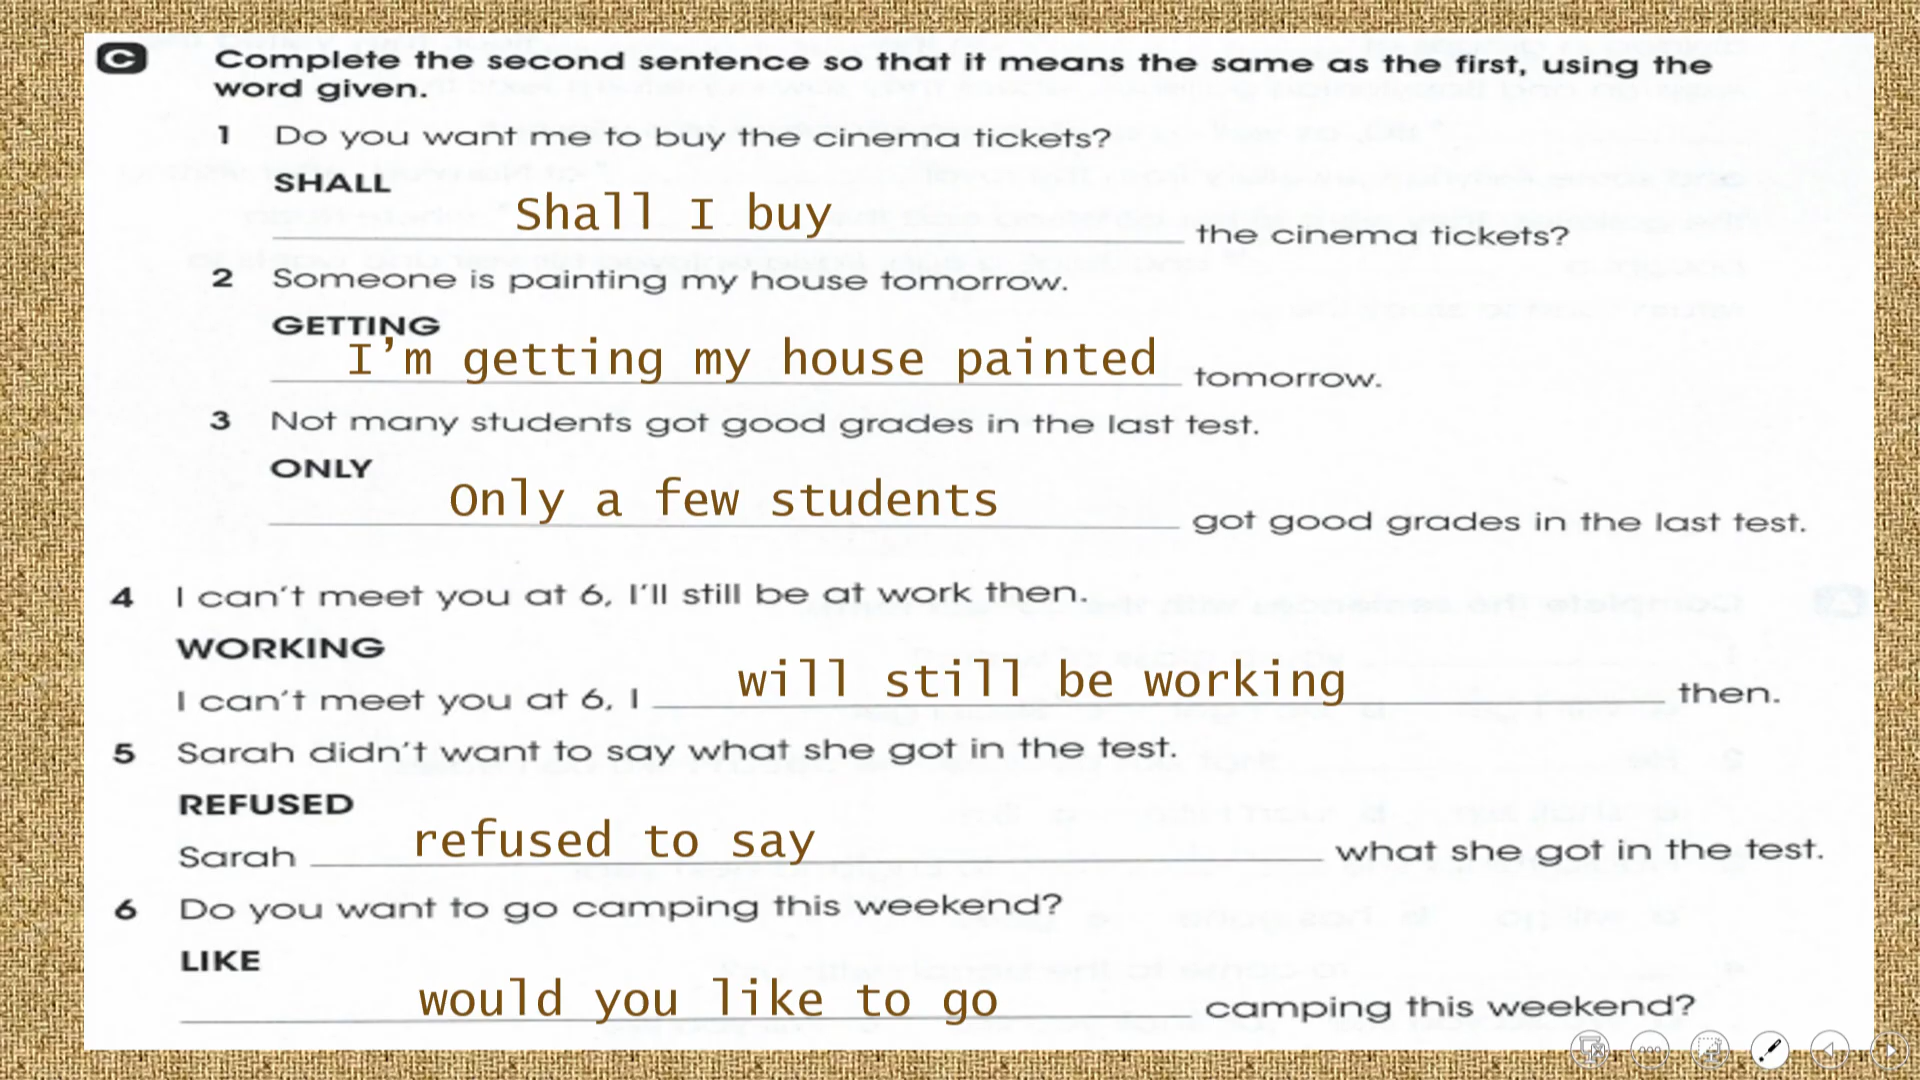 C Complete the second sentence so that it means the same as the first, using the
word given.
1 Do you want me to buy the cinema tickets?
SHALL
Shall I buy the cinema tickets?
2 Someone is painting my house tomorrow.
GETTING
I'm getting my house painted tomorrow.
3 Not many students got good grades in the last test.
ONLY
Only a few students got good grades in the last test.
4 I can't meet you at 6, I'll still be at work then.
WORKING
I can't meet you at 6, I will still be working then.
5 Sarah didn't want to say what she got in the test.
REFUSED
Sarah refused to say what she got in the test.
6 Do you want to go camping this weekend?
LIKE
would you like to go camping this weekend?